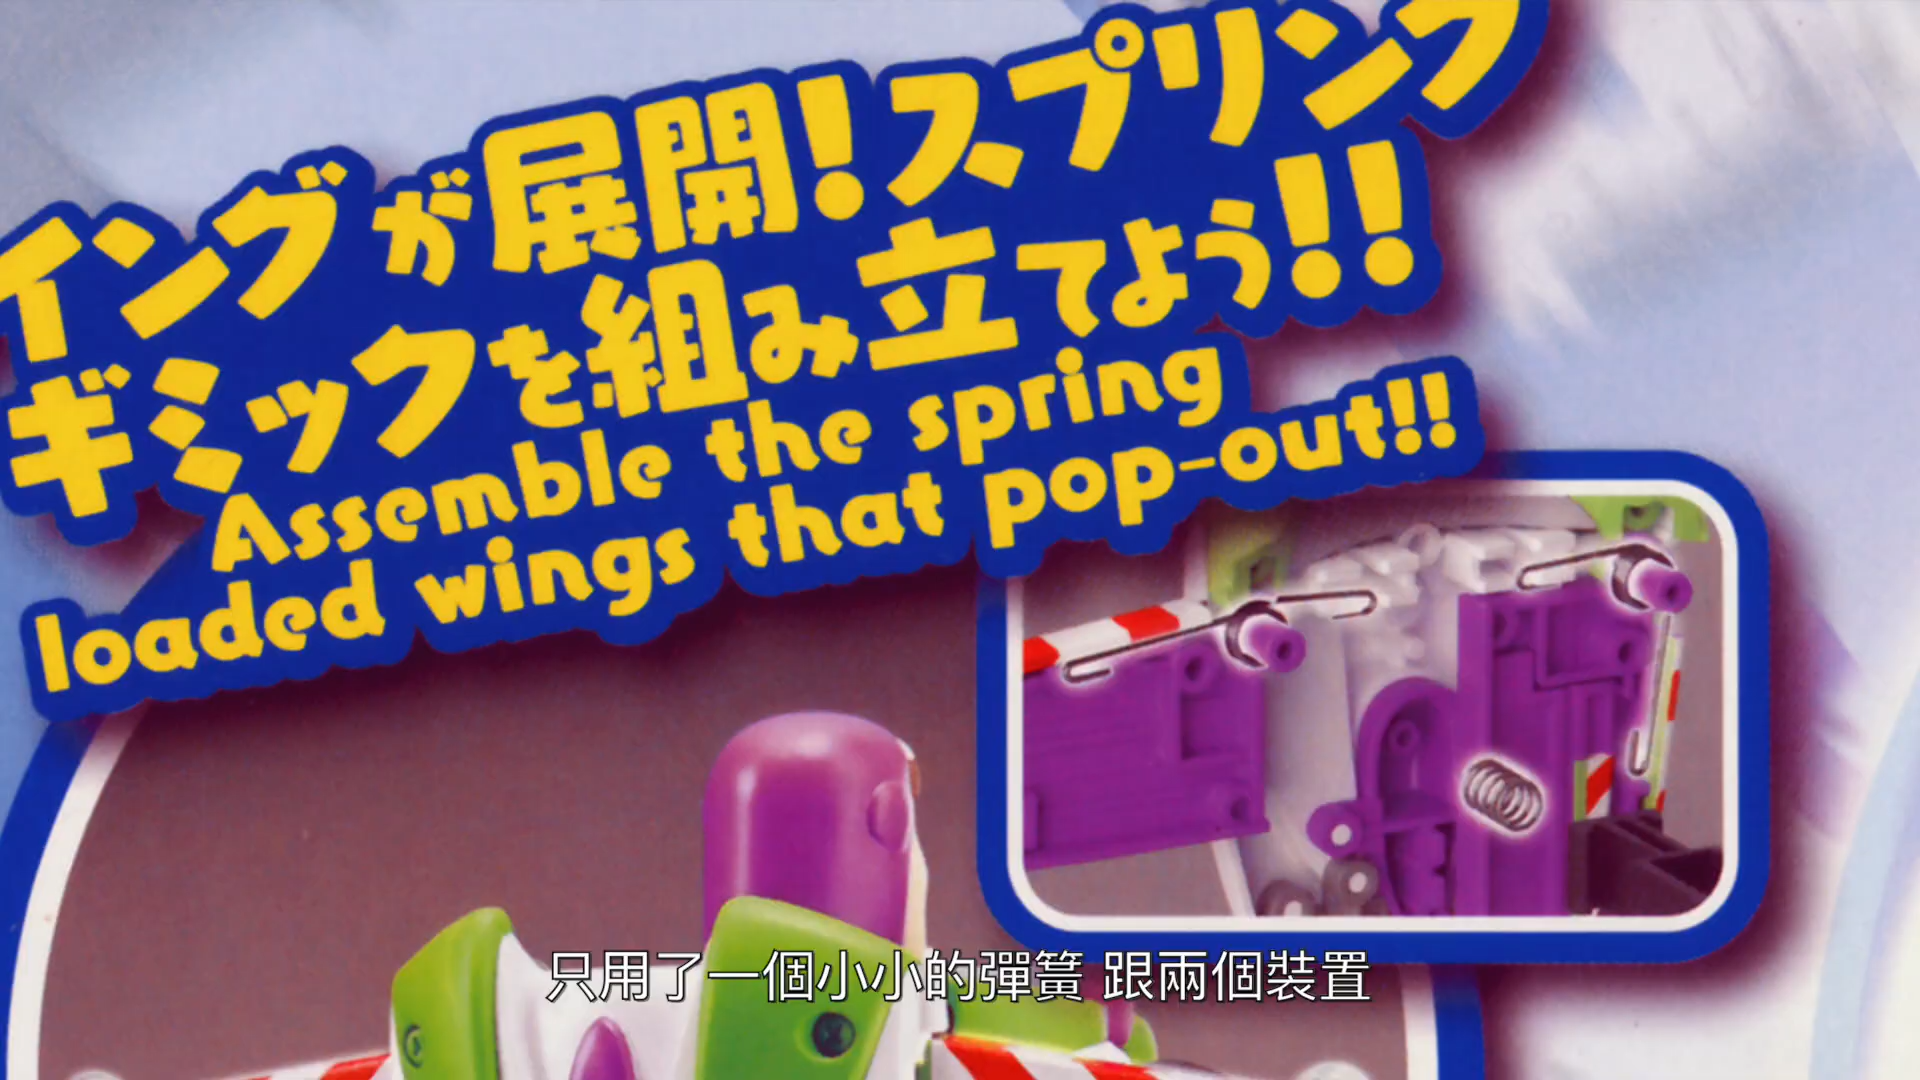 イングが展開!スプリング
ギミックを組み立てよう!!
Assemble the spring
loaded wings that pop-out!!
只用了一個小小的彈簧 跟兩個裝置